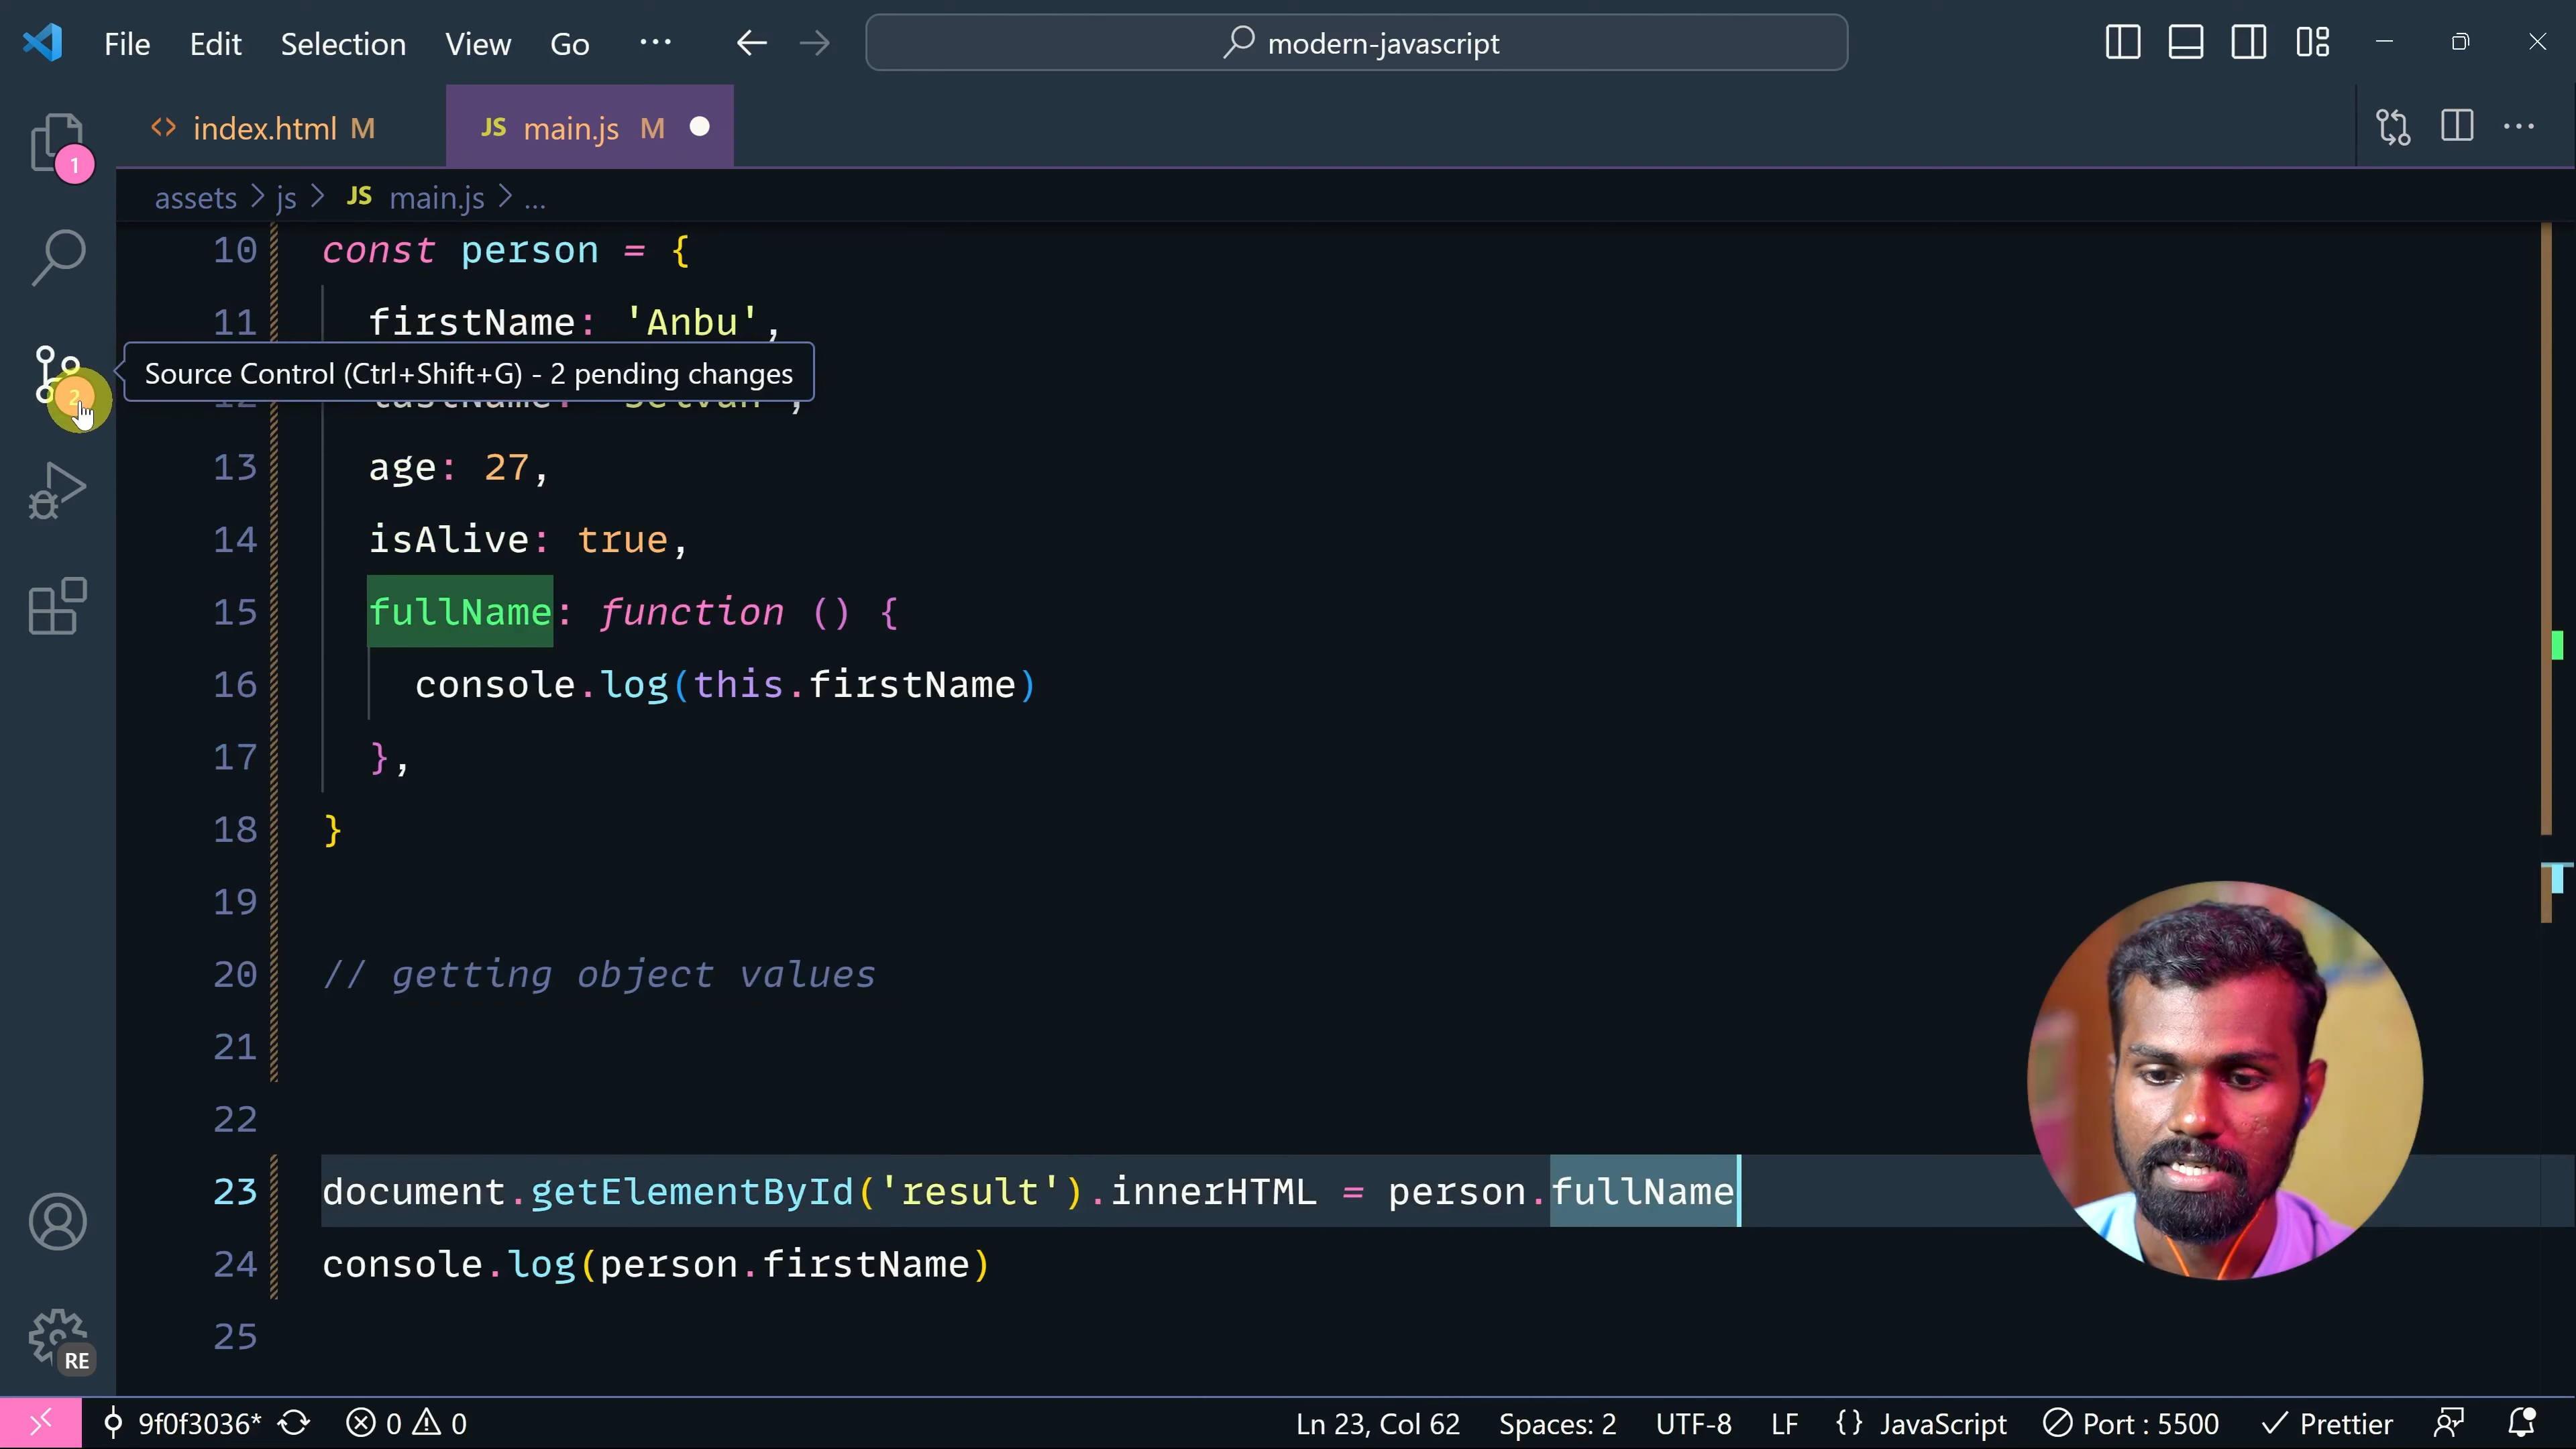 File Edit Selection View Go ··· modern-javascript
<> index.html M JS main.js M
1
assets > js > JS main.js > ...
10 const person = {
11 firstName: 'Anbu',
Source Control (Ctrl+Shift+G) - 2 pending changes
2
13 age: 27,
14 isAlive: true,
15 fullName: function () {
16 console.log(this.firstName)
17 },
18 }
19
20 // getting object values
21
22
23 document.getElementById('result').innerHTML = person.fullName
24 console.log(person.firstName)
25
RE
9f0f3036* 0 0 Ln 23, Col 62 Spaces: 2 UTF-8 LF {} JavaScript Port : 5500 Prettier